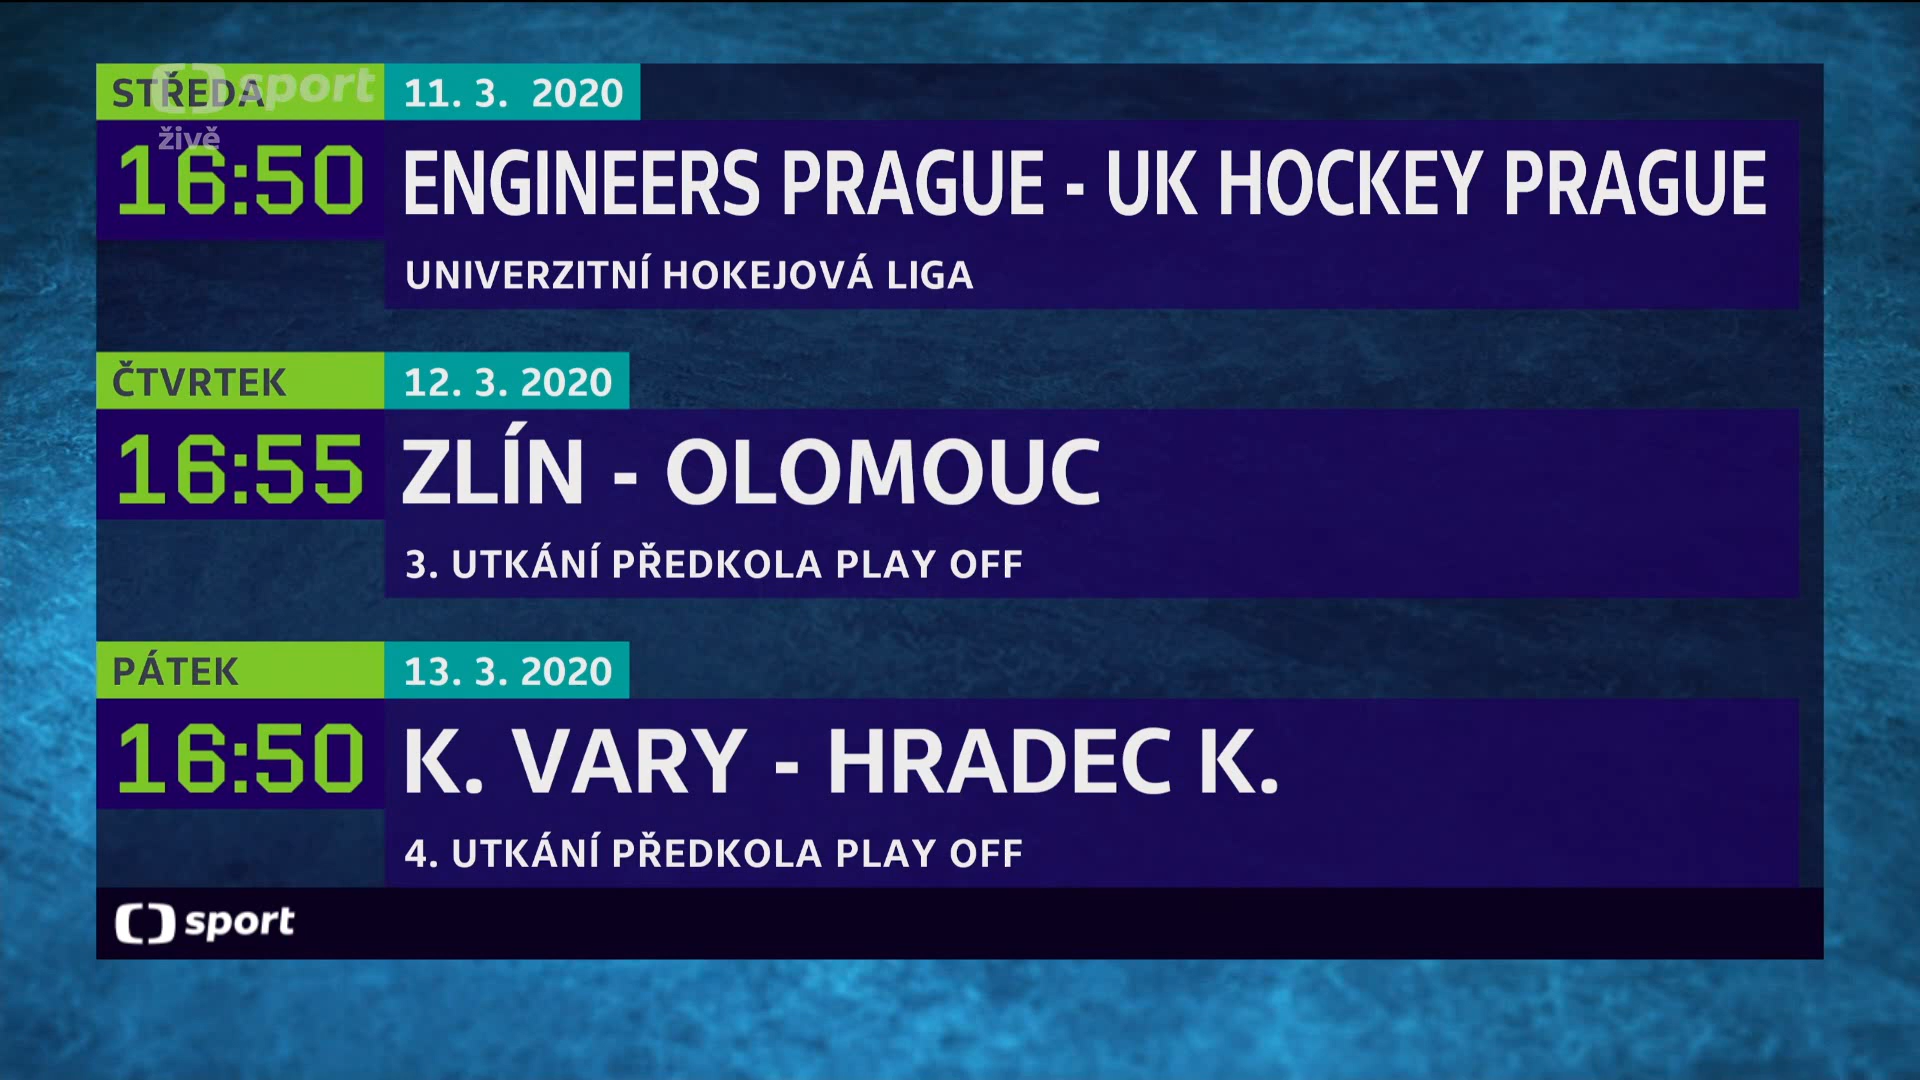 STŘEDA
sport
11. 3. 2020
živě
16:50
ENGINEERS PRAGUE - UK HOCKEY PRAGUE
UNIVERZITNÍ HOKEJOVÁ LIGA
ČTVRTEK
12. 3. 2020
16:55
ZLÍN - OLOMOUC
3. UTKÁNÍ PŘEDKOLA PLAY OFF
PÁTEK
13. 3. 2020
16:50
K. VARY - HRADEC K.
4. UTKÁNÍ PŘEDKOLA PLAY OFF
sport